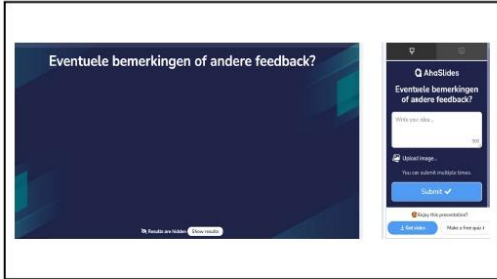 Eventuele bemerkingen of andere feedback?
Results are hidden Show results
AhaSlides
Eventuele bemerkingen
of andere feedback?
Write your idea...
500
Upload image...
You can submit multiple times.
Submit
Enjoy this presentation?
Get slides
Make a free quiz